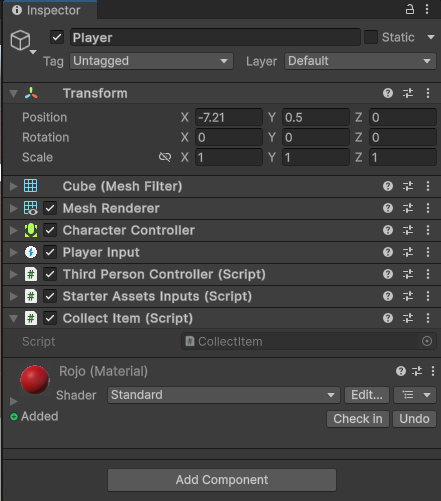 Inspector
Player
Static
Tag Untagged Layer Default
Transform
Position X -7.21 Y 0.5 Z 0
Rotation X 0 Y 0 Z 0
Scale X 1 Y 1 Z 1
Cube (Mesh Filter)
Mesh Renderer
Character Controller
Player Input
Third Person Controller (Script)
Starter Assets Inputs (Script)
# Collect Item (Script)
Script CollectItem
Rojo (Material)
Shader Standard Edit...
Added Check in Undo
Add Component